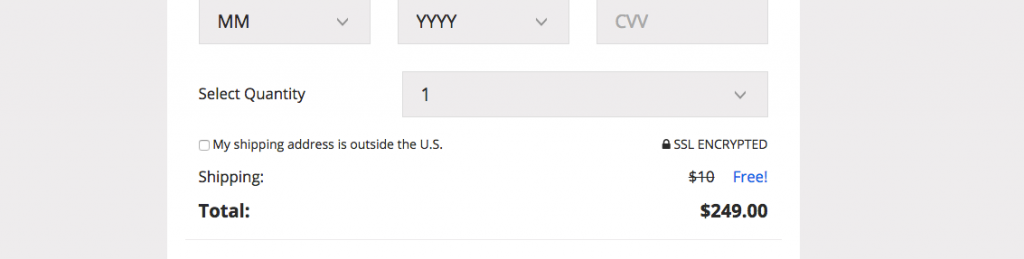 MM YYYY CVV
Select Quantity 1
My shipping address is outside the U.S. SSL ENCRYPTED
Shipping: $10 Free!
Total: $249.00